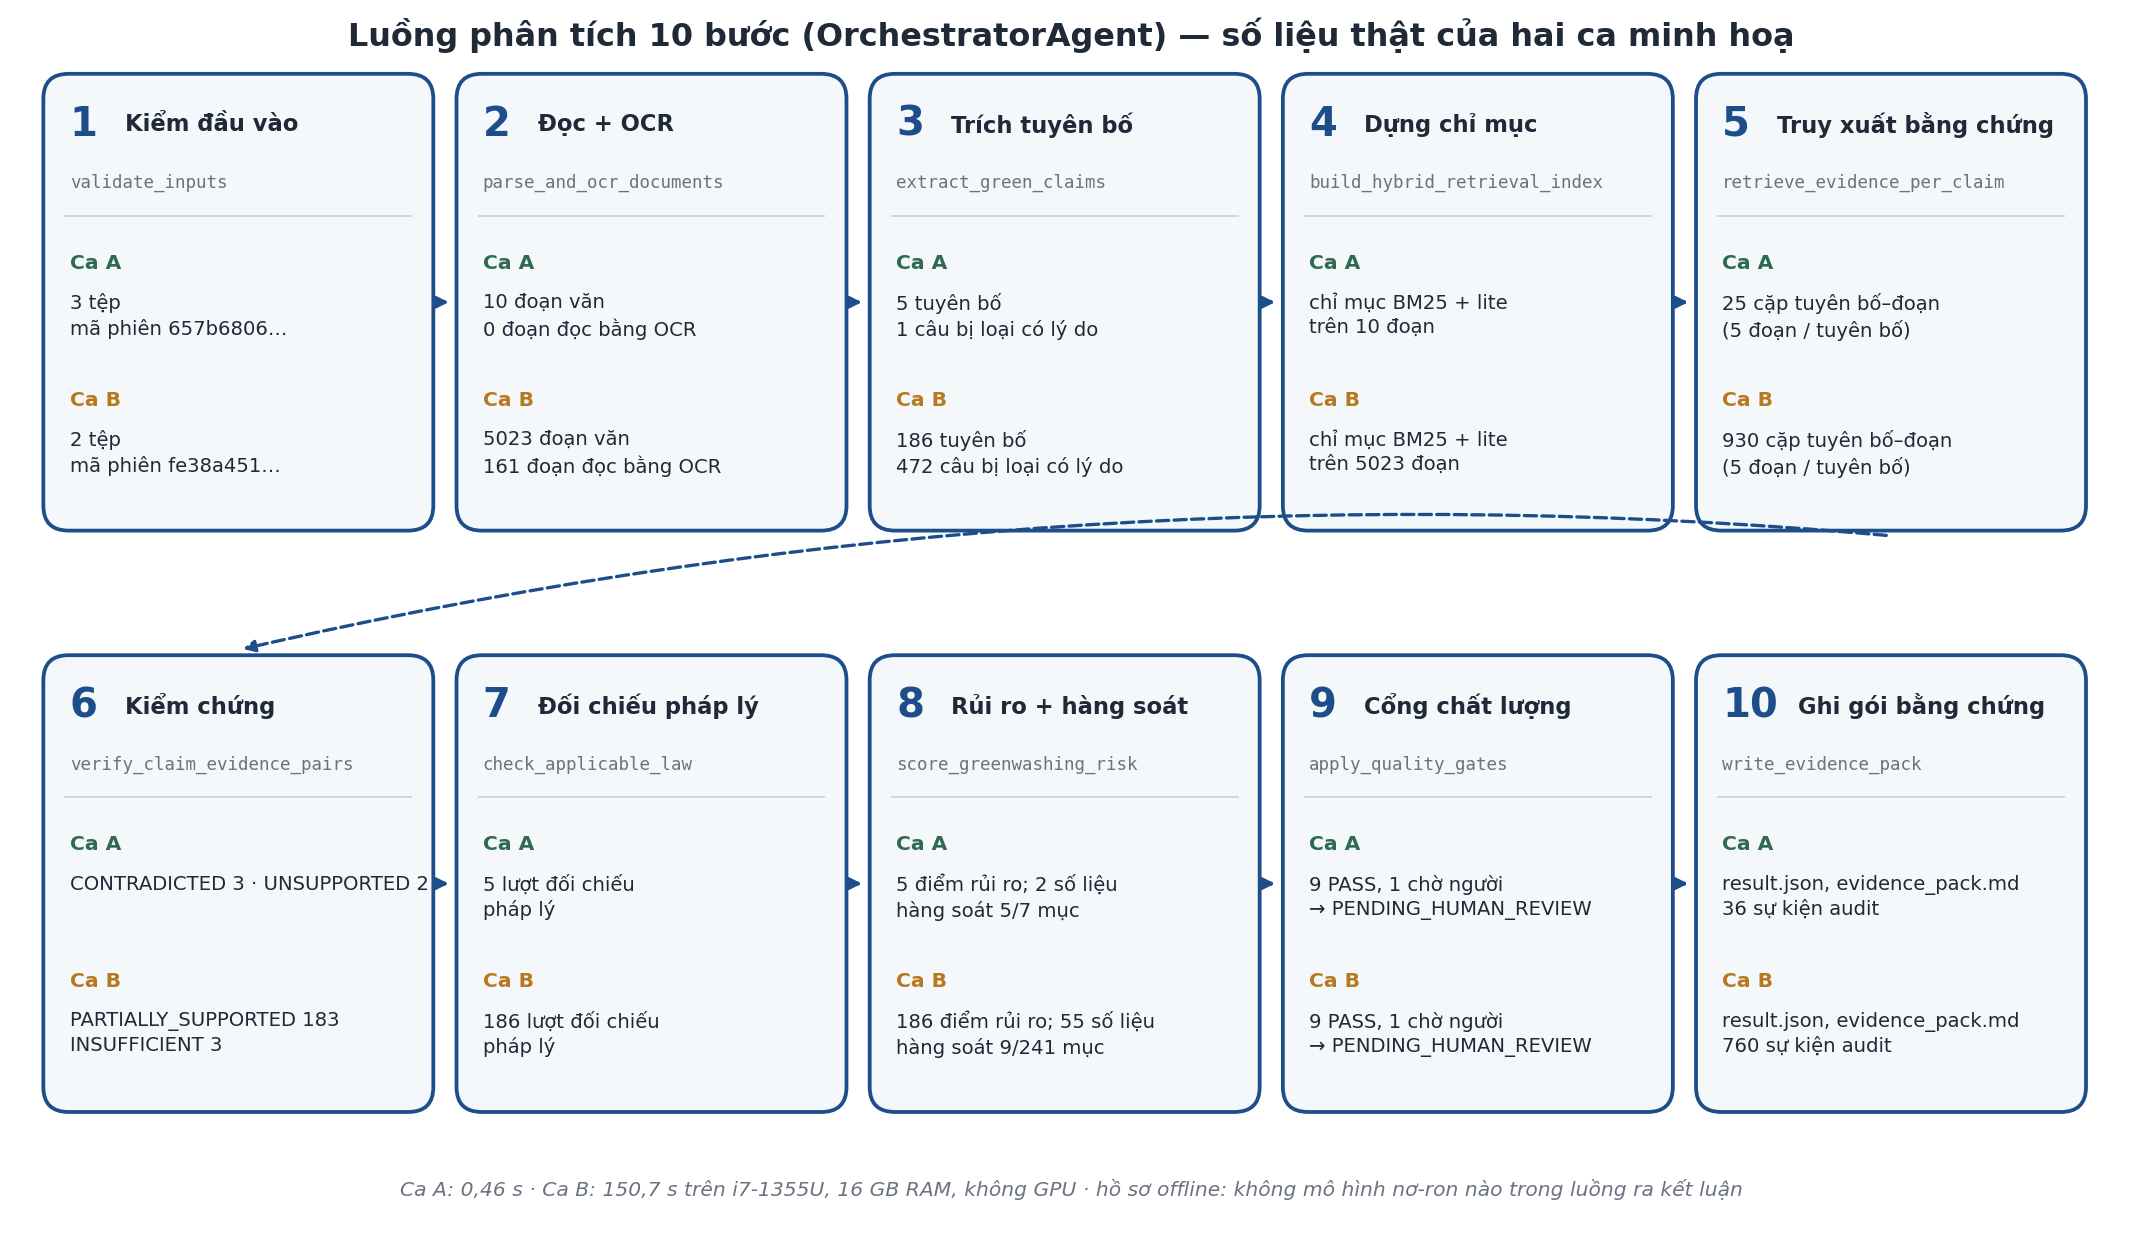 Luồng phân tích 10 bước (OrchestratorAgent) — số liệu thật của hai ca minh hoạ
1 Kiểm đầu vào
validate_inputs
Ca A
3 tệp
mã phiên 657b6806…
Ca B
2 tệp
mã phiên fe38a451…
2 Đọc + OCR
parse_and_ocr_documents
Ca A
10 đoạn văn
0 đoạn đọc bằng OCR
Ca B
5023 đoạn văn
161 đoạn đọc bằng OCR
3 Trích tuyên bố
extract_green_claims
Ca A
5 tuyên bố
1 câu bị loại có lý do
Ca B
186 tuyên bố
472 câu bị loại có lý do
4 Dựng chỉ mục
build_hybrid_retrieval_index
Ca A
chỉ mục BM25 + lite
trên 10 đoạn
Ca B
chỉ mục BM25 + lite
trên 5023 đoạn
5 Truy xuất bằng chứng
retrieve_evidence_per_claim
Ca A
25 cặp tuyên bố–đoạn
(5 đoạn / tuyên bố)
Ca B
930 cặp tuyên bố–đoạn
(5 đoạn / tuyên bố)
6 Kiểm chứng
verify_claim_evidence_pairs
Ca A
CONTRADICTED 3 · UNSUPPORTED 2
Ca B
PARTIALLY_SUPPORTED 183
INSUFFICIENT 3
7 Đối chiếu pháp lý
check_applicable_law
Ca A
5 lượt đối chiếu
pháp lý
Ca B
186 lượt đối chiếu
pháp lý
8 Rủi ro + hàng soát
score_greenwashing_risk
Ca A
5 điểm rủi ro; 2 số liệu
hàng soát 5/7 mục
Ca B
186 điểm rủi ro; 55 số liệu
hàng soát 9/241 mục
9 Cổng chất lượng
apply_quality_gates
Ca A
9 PASS, 1 chờ người
→ PENDING_HUMAN_REVIEW
Ca B
9 PASS, 1 chờ người
→ PENDING_HUMAN_REVIEW
10 Ghi gói bằng chứng
write_evidence_pack
Ca A
result.json, evidence_pack.md
36 sự kiện audit
Ca B
result.json, evidence_pack.md
760 sự kiện audit
Ca A: 0,46 s · Ca B: 150,7 s trên i7-1355U, 16 GB RAM, không GPU · hồ sơ offline: không mô hình nơ-ron nào trong luồng ra kết luận